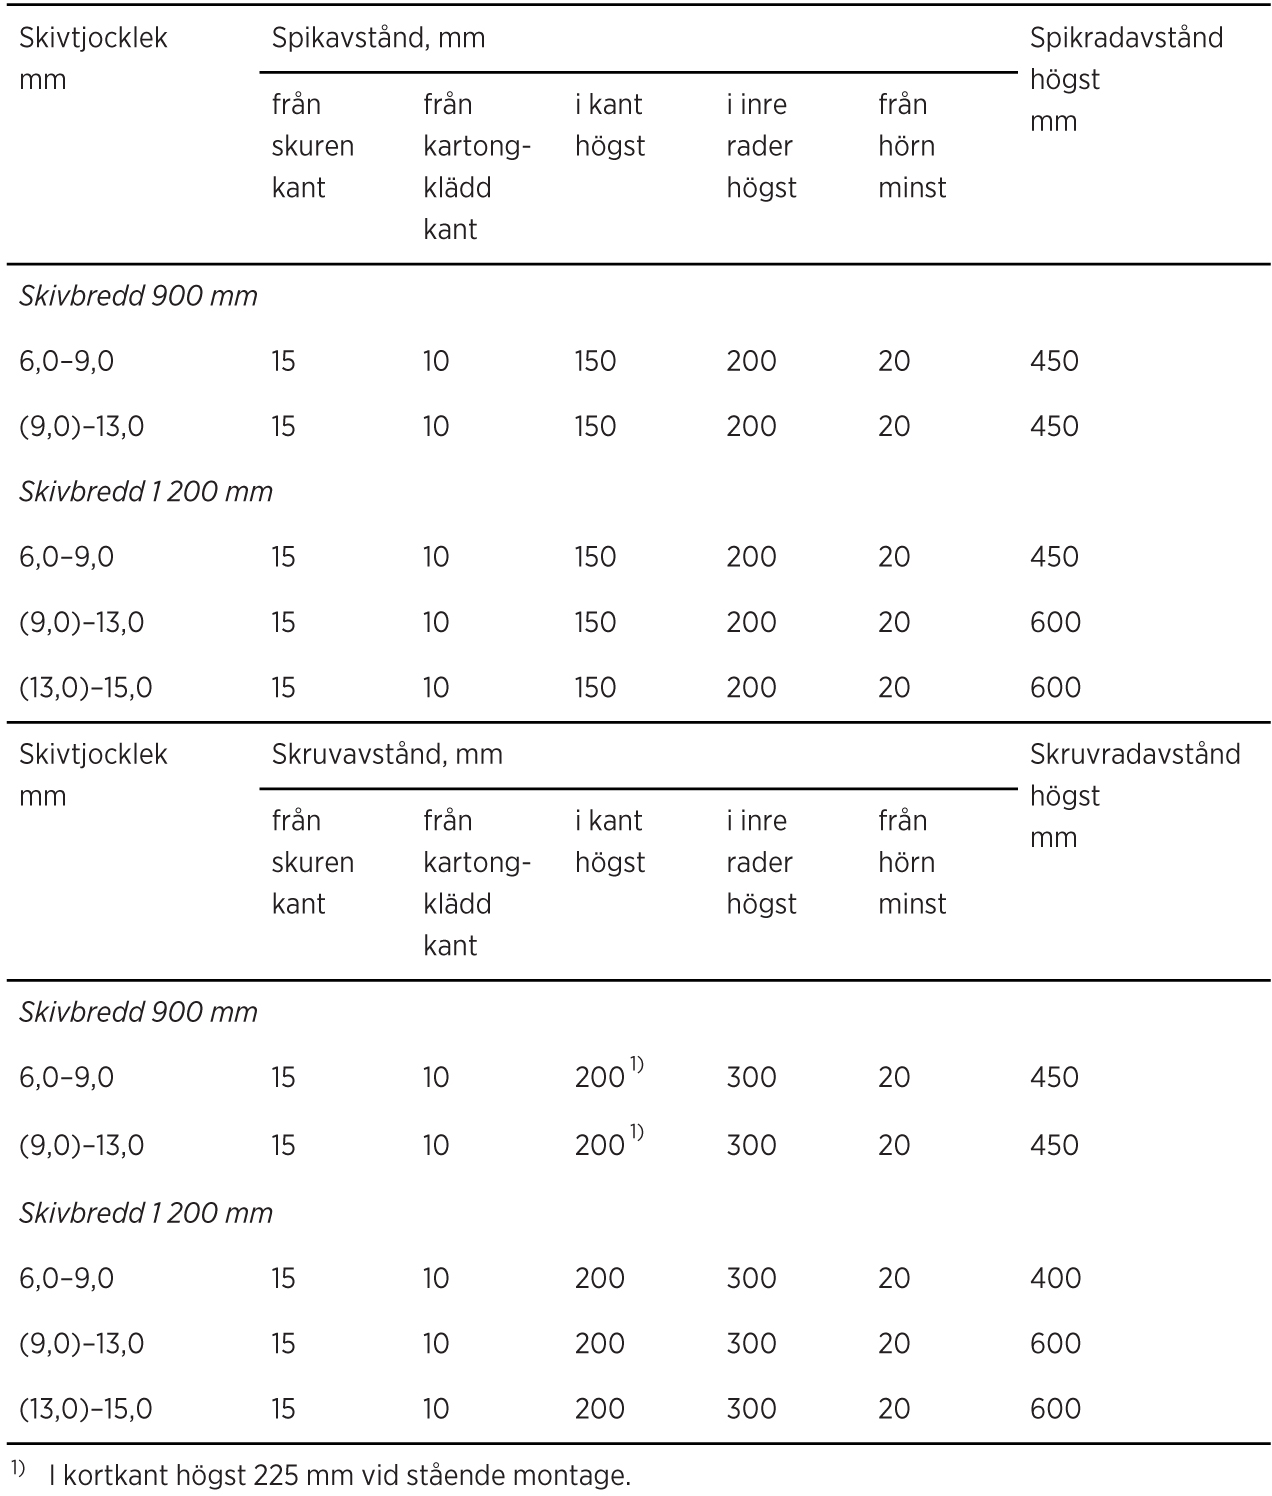 Skivtjocklek Spikavstånd, mm Spikradavstånd
mm högst
från från i kant i inre från mm
skuren kartong- högst rader hörn
kant klädd högst minst
kant
Skivbredd 900 mm
6,0–9,0 15 10 150 200 20 450
(9,0)–13,0 15 10 150 200 20 450
Skivbredd 1 200 mm
6,0–9,0 15 10 150 200 20 450
(9,0)–13,0 15 10 150 200 20 600
(13,0)–15,0 15 10 150 200 20 600
Skivtjocklek Skruvavstånd, mm Skruvradavstånd
mm högst
från från i kant i inre från mm
skuren kartong- högst rader hörn
kant klädd högst minst
kant
Skivbredd 900 mm
6,0–9,0 15 10 200 1) 300 20 450
(9,0)–13,0 15 10 200 1) 300 20 450
Skivbredd 1 200 mm
6,0–9,0 15 10 200 300 20 400
(9,0)–13,0 15 10 200 300 20 600
(13,0)–15,0 15 10 200 300 20 600
1) I kortkant högst 225 mm vid stående montage.